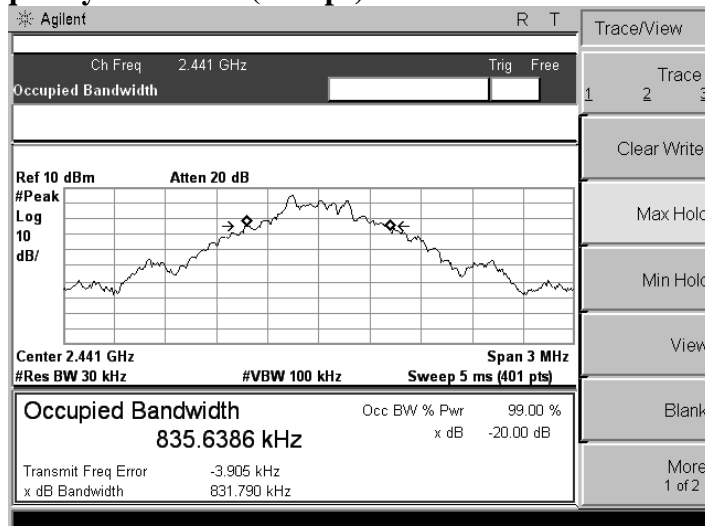 Agilent R T
Trace/View
Ch Freq 2.441 GHz Trig Free
Occupied Bandwidth
Trace
1 2 3
Clear Write
Max Hold
Min Hold
View
Blank
More
1 of 2
Ref 10 dBm Atten 20 dB
#Peak
Log
10
dB/
Center 2.441 GHz Span 3 MHz
#Res BW 30 kHz #VBW 100 kHz Sweep 5 ms (401 pts)
Occupied Bandwidth Occ BW % Pwr 99.00 %
835.6386 kHz x dB -20.00 dB
Transmit Freq Error -3.905 kHz
x dB Bandwidth 831.790 kHz